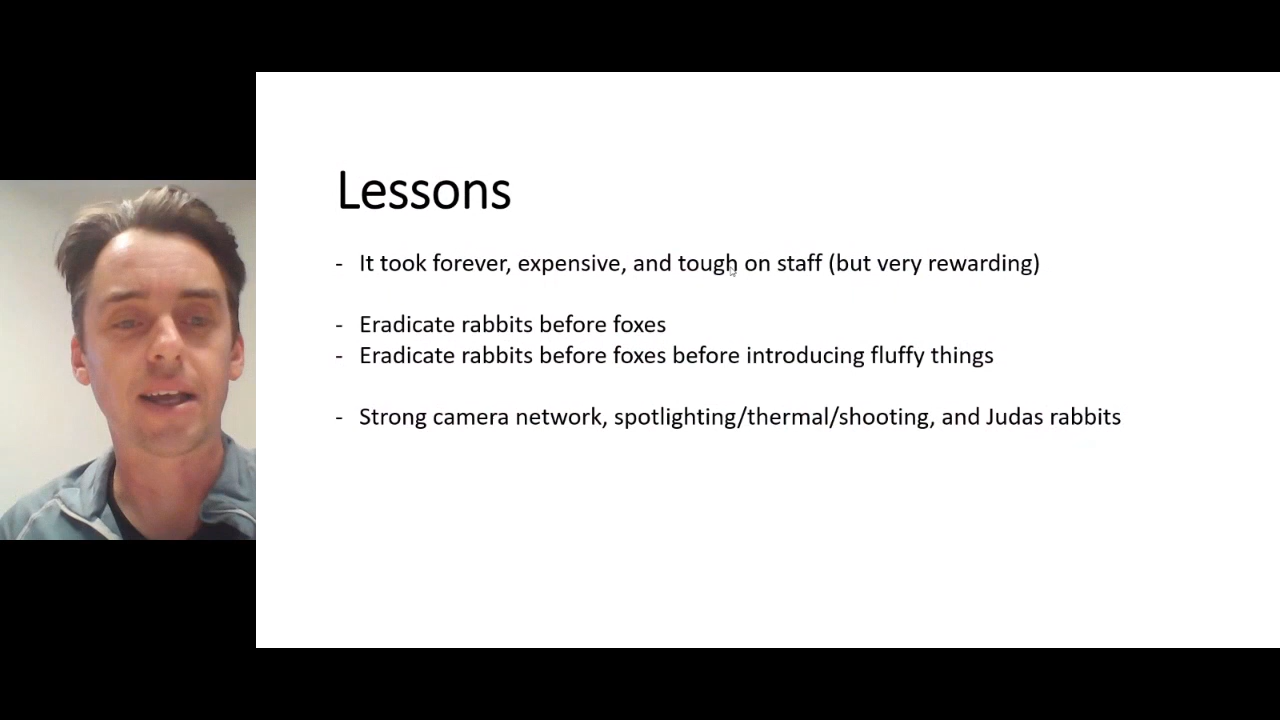 Lessons
- It took forever, expensive, and tough on staff (but very rewarding)
- Eradicate rabbits before foxes
- Eradicate rabbits before foxes before introducing fluffy things
- Strong camera network, spotlighting/thermal/shooting, and Judas rabbits